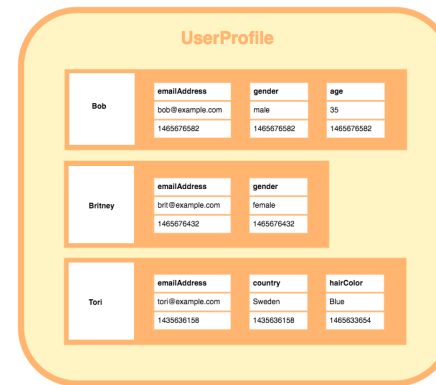 UserProfile
Bob
emailAddress gender age
bob@example.com male 35
1465676582 1465676582 1465676582
Britney
emailAddress gender
brit@example.com female
1465676432 1465676432
Tori
emailAddress country hairColor
tori@example.com Sweden Blue
1435636158 1435636158 1465633654